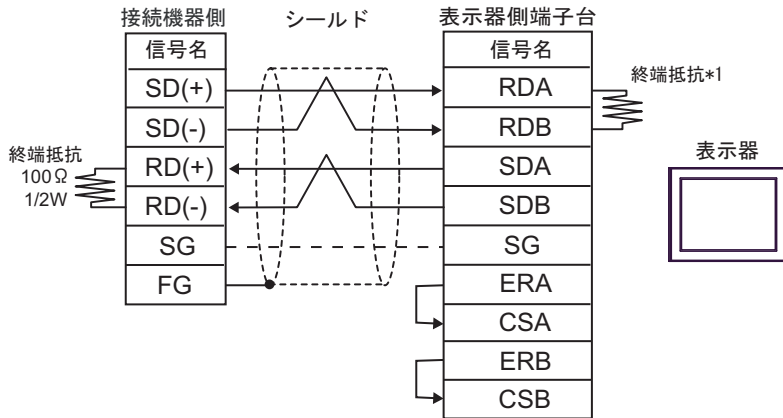 接続機器側
シールド
表示器側端子台
信号名
SD(+)
SD(-)
RD(+)
RD(-)
SG
FG
終端抵抗
100Ω
1/2W
信号名
RDA
RDB
SDA
SDB
SG
ERA
CSA
ERB
CSB
終端抵抗*1
表示器